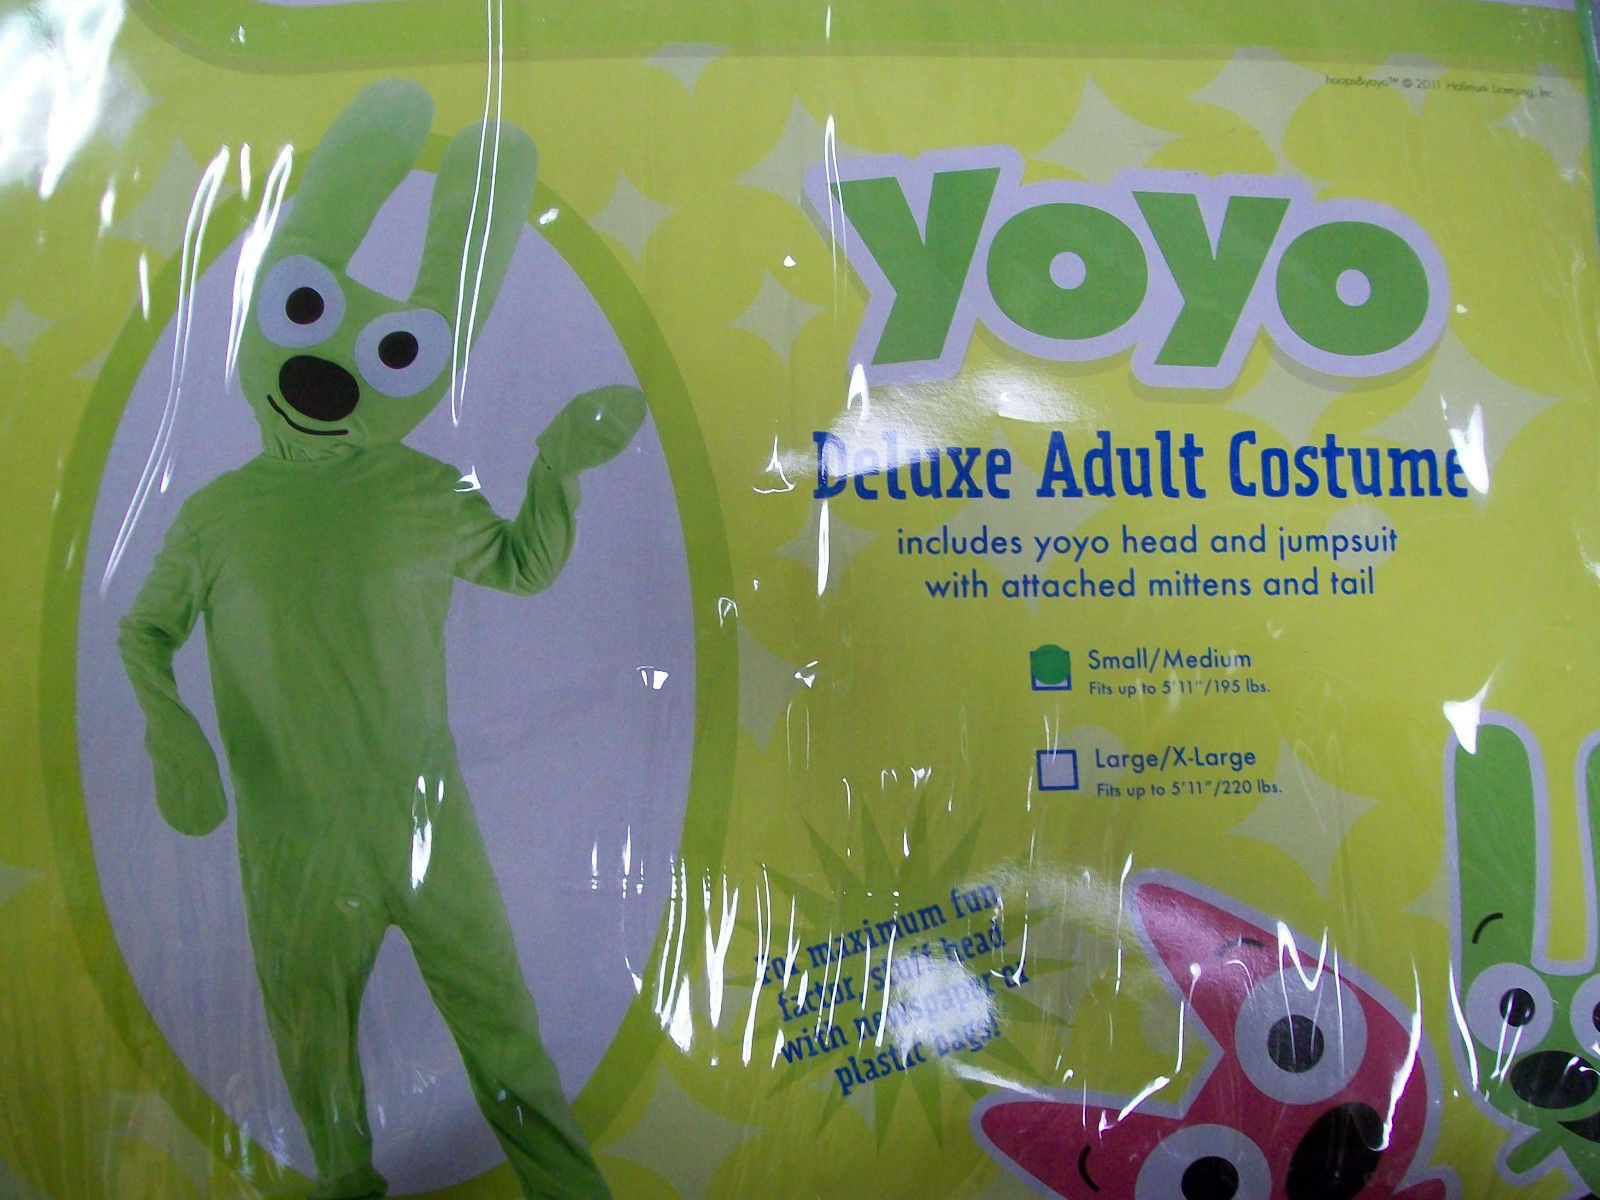 hoops&yoyo™ © 2011 Hallmark Licensing, Inc.
yoyo
Deluxe Adult Costume
includes yoyo head and jumpsuit
with attached mittens and tail
Small/Medium
Fits up to 5'11"/195 lbs.
Large/X-Large
Fits up to 5'11"/220 lbs.
For maximum fun
factor, stuff head
with newspaper or
plastic bags!